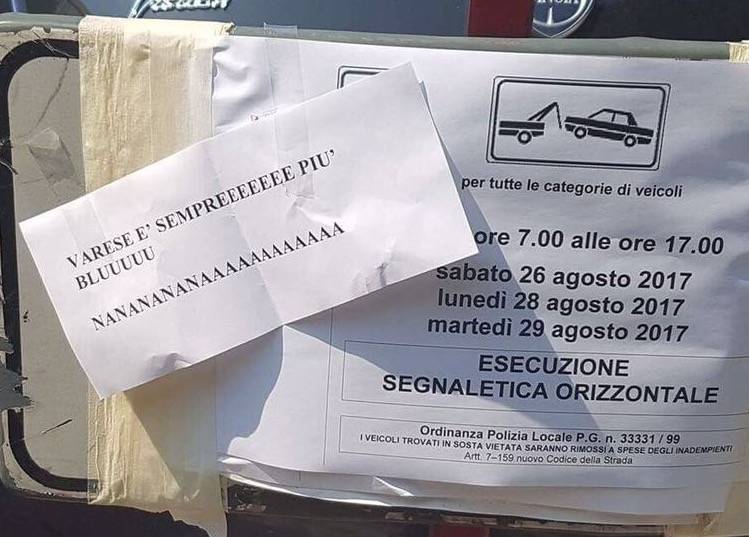 VARESE E' SEMPREEEEEEE PIU'
BLUUUUU
NANANANANAAAAAAAAAAAA
per tutte le categorie di veicoli
ore 7.00 alle ore 17.00
sabato 26 agosto 2017
lunedì 28 agosto 2017
martedì 29 agosto 2017
ESECUZIONE
SEGNALETICA ORIZZONTALE
Ordinanza Polizia Locale P.G. n. 33331 / 99
I VEICOLI TROVATI IN SOSTA VIETATA SARANNO RIMOSSI A SPESE DEGLI INADEMPIENTI
Artt. 7–159 nuovo Codice della Strada